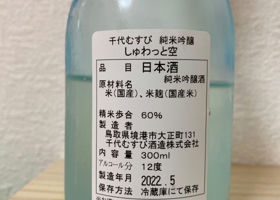 千代むすび 純米吟醸
しゅわっと空
品 目 日本酒
純米吟醸酒
原材料名
米(国産)、米麹(国産米)
精米歩合 60%
製造者
鳥取県境港市大正町131
千代むすび酒造株式会社
内容量 300ml
アルコール分 12度
製造年月 2022.5
保存方法 冷蔵庫にて保存